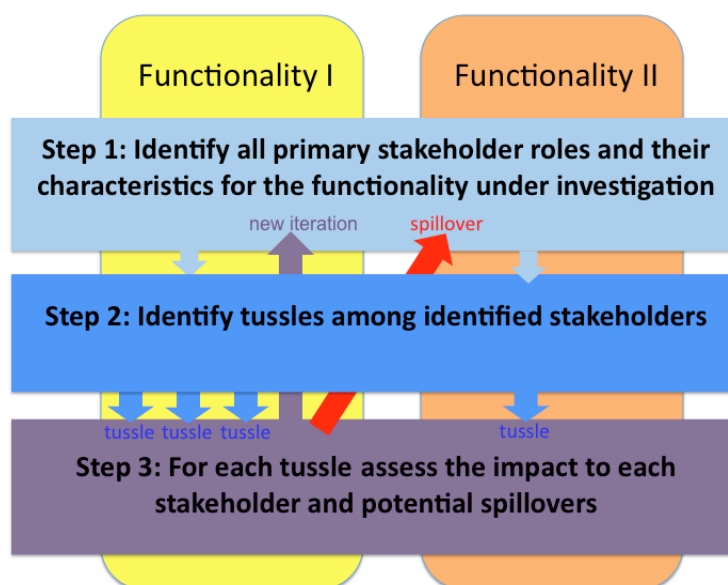 Functionality I
Functionality II
Step 1: Identify all primary stakeholder roles and their
characteristics for the functionality under investigation
new iteration
spillover
Step 2: Identify tussles among identified stakeholders
tussle tussle tussle
tussle
Step 3: For each tussle assess the impact to each
stakeholder and potential spillovers